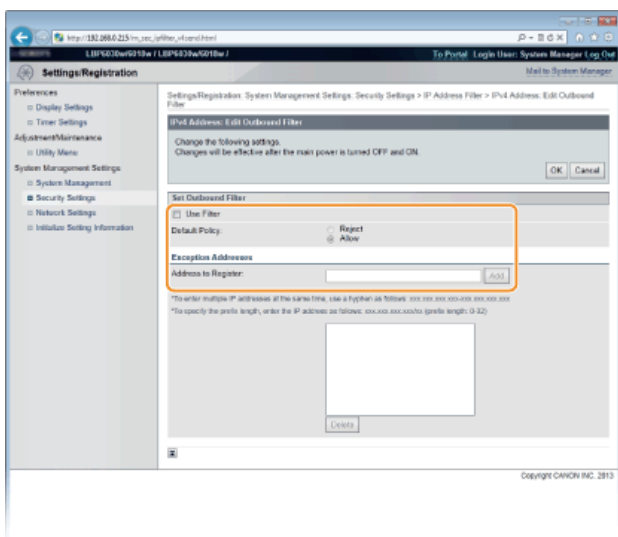 http://192.168.0.215/m_sec_ipfilter_v4send.html
LBP6030w/6018w / LBP6030w/6018w /
To Portal Login User: System Manager Log Out
Settings/Registration
Mail to System Manager
Preferences
Display Settings
Timer Settings
Adjustment/Maintenance
Utility Menu
System Management Settings
System Management
Security Settings
Network Settings
Initialize Setting Information
Settings/Registration: System Management Settings: Security Settings > IP Address Filter > IPv4 Address: Edit Outbound
Filter
IPv4 Address: Edit Outbound Filter
Change the following settings.
Changes will be effective after the main power is turned OFF and ON.
OK Cancel
Set Outbound Filter
Use Filter
Default Policy:
Reject
Allow
Exception Addresses
Address to Register:
Add
*To enter multiple IP addresses at the same time, use a hyphen as follows: xxx.xxx.xxx.xxx-xxx.xxx.xxx.xxx
*To specify the prefix length, enter the IP address as follows: xxx.xxx.xxx.xxx/xx (prefix length: 0-32)
Delete
Copyright CANON INC. 2013